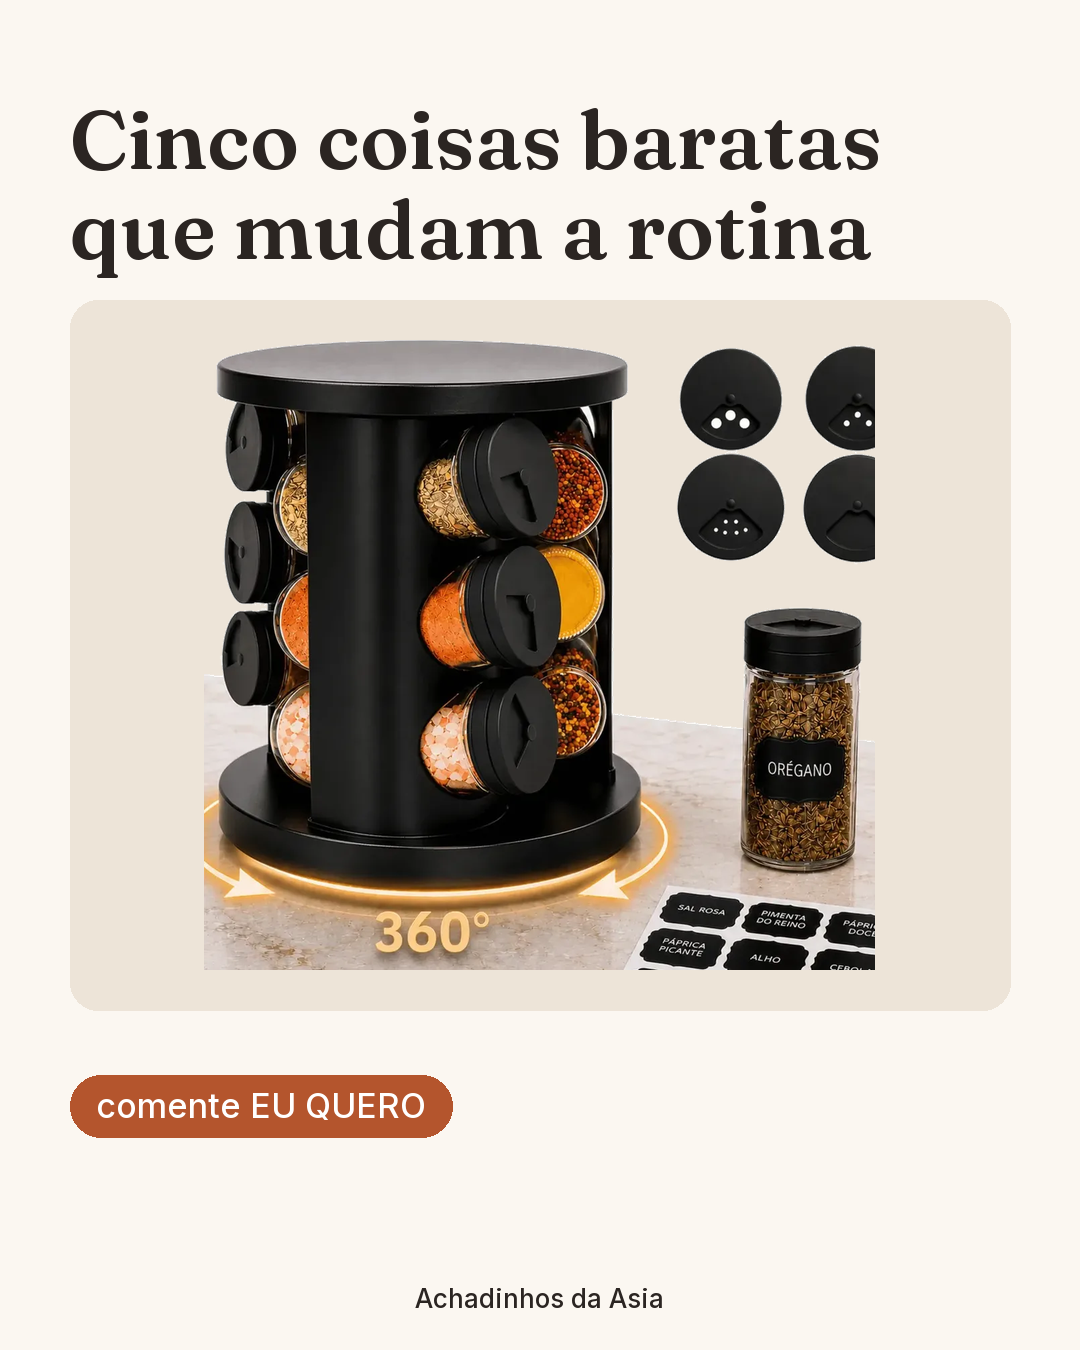 Cinco coisas baratas
que mudam a rotina
ORÉGANO
360°
SAL ROSA
PIMENTA
DO REINO
PÁPRICA
PICANTE
ALHO
comente EU QUERO
Achadinhos da Asia